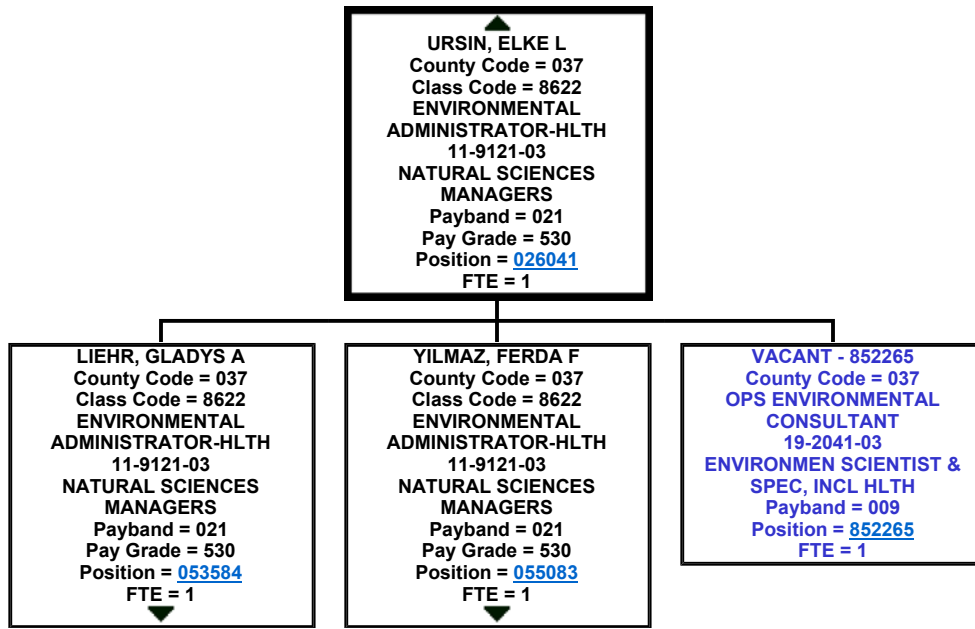 URSIN, ELKE L
County Code = 037
Class Code = 8622
ENVIRONMENTAL
ADMINISTRATOR-HLTH
11-9121-03
NATURAL SCIENCES
MANAGERS
Payband = 021
Pay Grade = 530
Position = 026041
FTE = 1
LIEHR, GLADYS A
County Code = 037
Class Code = 8622
ENVIRONMENTAL
ADMINISTRATOR-HLTH
11-9121-03
NATURAL SCIENCES
MANAGERS
Payband = 021
Pay Grade = 530
Position = 053584
FTE = 1
YILMAZ, FERDA F
County Code = 037
Class Code = 8622
ENVIRONMENTAL
ADMINISTRATOR-HLTH
11-9121-03
NATURAL SCIENCES
MANAGERS
Payband = 021
Pay Grade = 530
Position = 055083
FTE = 1
VACANT - 852265
County Code = 037
OPS ENVIRONMENTAL
CONSULTANT
19-2041-03
ENVIRONMEN SCIENTIST &
SPEC, INCL HLTH
Payband = 009
Position = 852265
FTE = 1